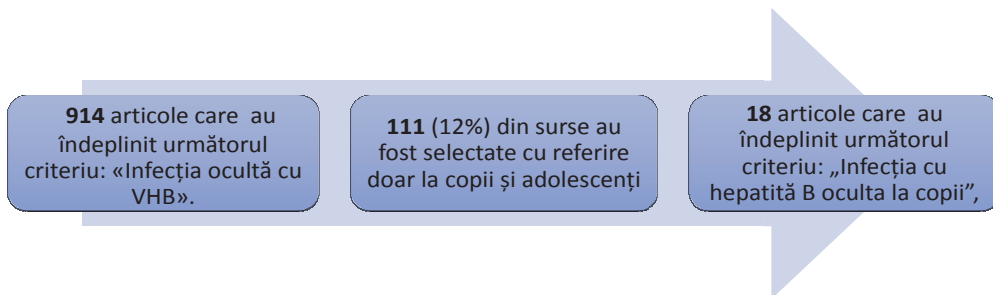 914 articole care au
îndeplinit următorul
criteriu: «Infecția ocultă cu
VHB».
111 (12%) din surse au
fost selectate cu referire
doar la copii și adolescenți
18 articole care au
îndeplinit următorul
criteriu: „Infecția cu
hepatită B oculta la copii”,